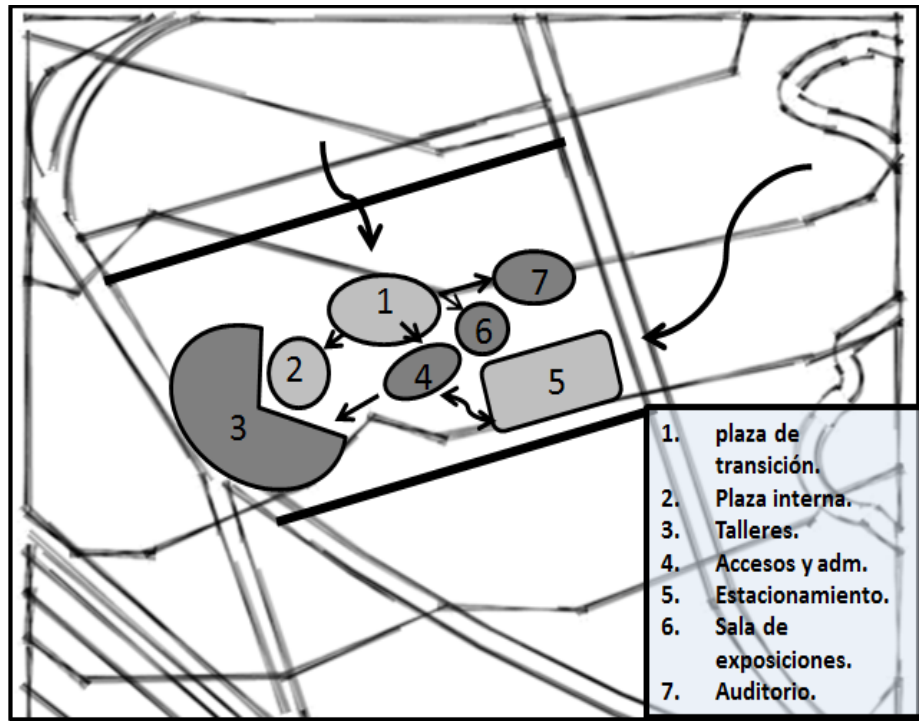 1
7
6
2
4
5
3
1. plaza de
transición.
2. Plaza interna.
3. Talleres.
4. Accesos y adm.
5. Estacionamiento.
6. Sala de
exposiciones.
7. Auditorio.